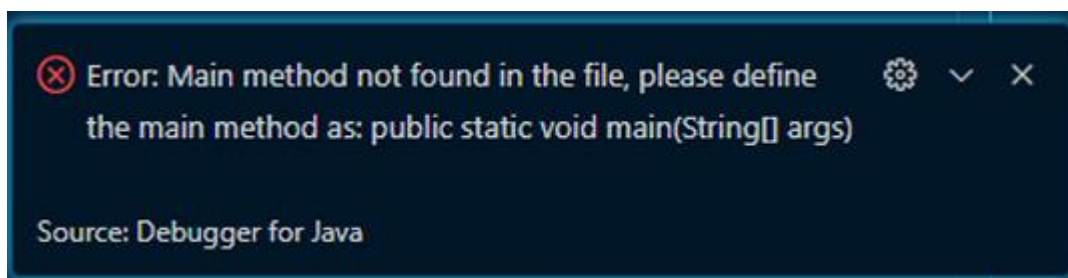 Error: Main method not found in the file, please define
the main method as: public static void main(String[] args)
Source: Debugger for Java